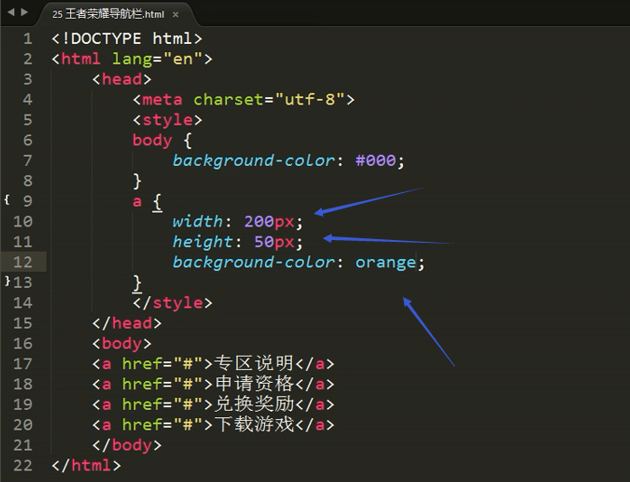 25 王者荣耀导航栏.html ×
1 <!DOCTYPE html>
2 <html lang="en">
3 <head>
4 <meta charset="utf-8">
5 <style>
6 body {
7 background-color: #000;
8 }
{ 9 a {
10 width: 200px;
11 height: 50px;
12 background-color: orange;
} 13 }
14 </style>
15 </head>
16 <body>
17 <a href="#">专区说明</a>
18 <a href="#">申请资格</a>
19 <a href="#">兑换奖励</a>
20 <a href="#">下载游戏</a>
21 </body>
22 </html>